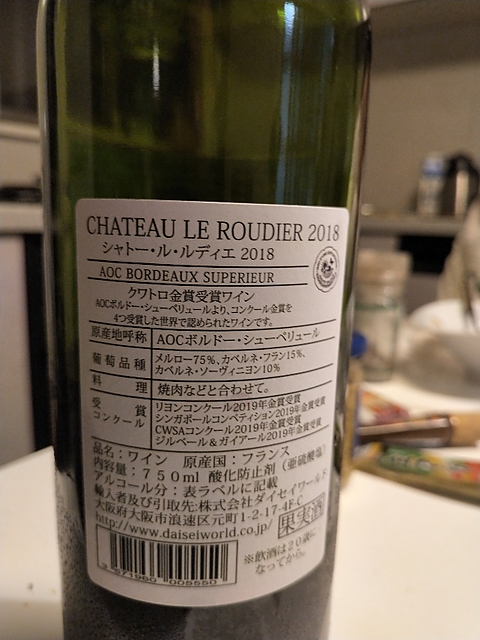 CHATEAU LE ROUDIER 2018
シャトー・ル・ルディエ 2018
AOC BORDEAUX SUPERIEUR
クワトロ金賞受賞ワイン
AOCボルドー・シューペリュールより、コンクール金賞を
4つ受賞した世界で認められたワインです。
原産地呼称 AOCボルドー・シューペリュール
葡萄品種 メルロー75%、カベルネ・フラン15%、
カベルネ・ソーヴィニヨン10%
料理 焼肉などと合わせて。
受賞コンクール リヨンコンクール2019年金賞受賞
シンガポールコンペティション2019年金賞受賞
CWSAコンクール2019年金賞受賞
ジルベール&ガイアール2019年金賞受賞
品名:ワイン 原産国:フランス
内容量:750ml 酸化防止剤(亜硫酸塩)
アルコール分:表ラベルに記載
輸入者及び引取先:株式会社ダイセイワールド
大阪府大阪市浪速区元町1-2-17-4F-C
http://www.daiseiworld.co.jp/ 果実酒
※飲酒は20歳に
なってから。
3 571960 005550